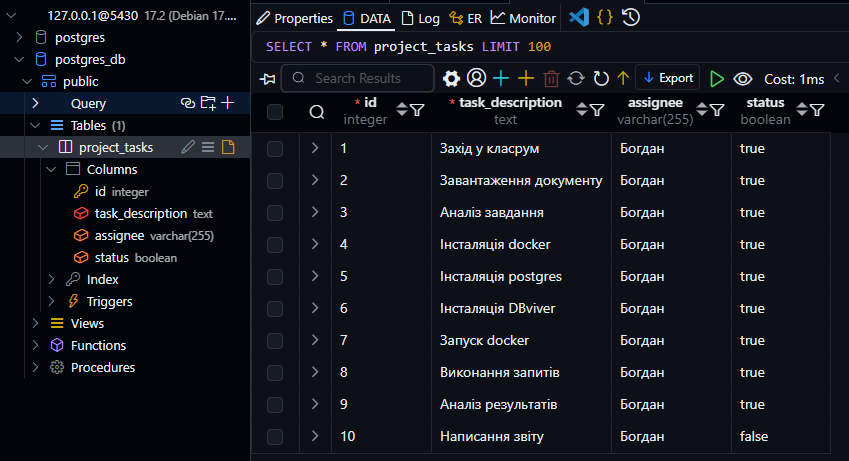 127.0.0.1@5430 17.2 (Debian 17....
postgres
postgres_db
public
Query
Tables (1)
project_tasks
Columns
id integer
task_description text
assignee varchar(255)
status boolean
Index
Triggers
Views
Functions
Procedures
Properties DATA Log ER Monitor
SELECT * FROM project_tasks LIMIT 100
Search Results Export Cost: 1ms
* id * task_description assignee status
integer text varchar(255) boolean
1 Захід у класрум Богдан true
2 Завантаження документу Богдан true
3 Аналіз завдання Богдан true
4 Інсталяція docker Богдан true
5 Інсталяція postgres Богдан true
6 Інсталяція DBviver Богдан true
7 Запуск docker Богдан true
8 Виконання запитів Богдан true
9 Аналіз результатів Богдан true
10 Написання звіту Богдан false